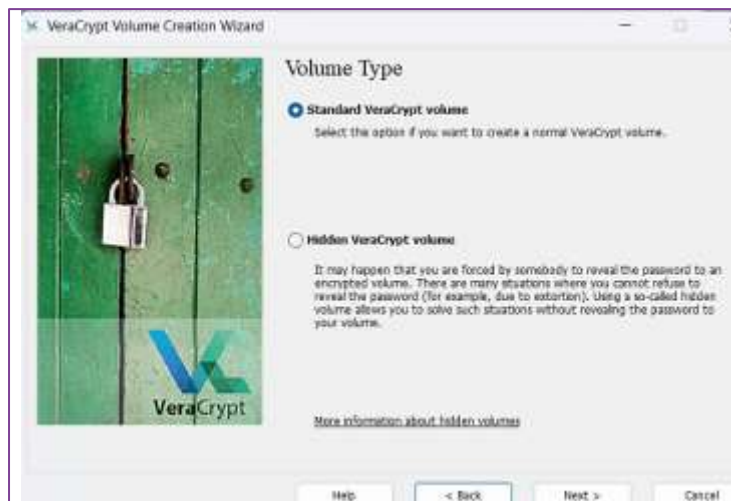 VeraCrypt Volume Creation Wizard
Volume Type
Standard VeraCrypt volume
Select this option if you want to create a normal VeraCrypt volume.
Hidden VeraCrypt volume
It may happen that you are forced by somebody to reveal the password to an
encrypted volume. There are many situations where you cannot refuse to
reveal the password (for example, due to extortion). Using a so-called hidden
volume allows you to solve such situations without revealing the password to
your volume.
VeraCrypt
More information about hidden volumes
Help
< Back
Next >
Cancel